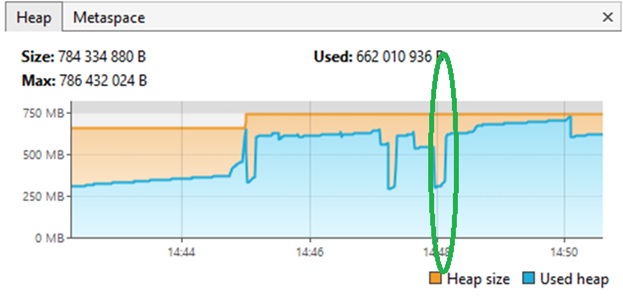 Heap Metaspace ×
Size: 784 334 880 B Used: 662 010 936 B
Max: 786 432 024 B
750 MB
500 MB
250 MB
0 MB
14:44 14:46 14:48 14:50
Heap size Used heap